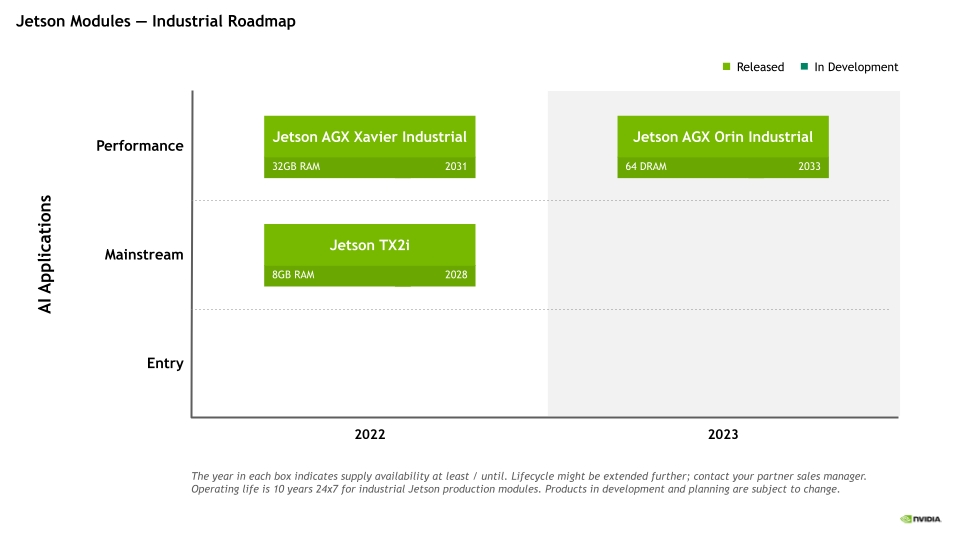 Jetson Modules — Industrial Roadmap
Released
In Development
Performance
Jetson AGX Xavier Industrial
32GB RAM 2031
Jetson AGX Orin Industrial
64 DRAM 2033
AI Applications
Mainstream
Jetson TX2i
8GB RAM 2028
Entry
2022 2023
The year in each box indicates supply availability at least / until. Lifecycle might be extended further; contact your partner sales manager.
Operating life is 10 years 24x7 for industrial Jetson production modules. Products in development and planning are subject to change.
NVIDIA